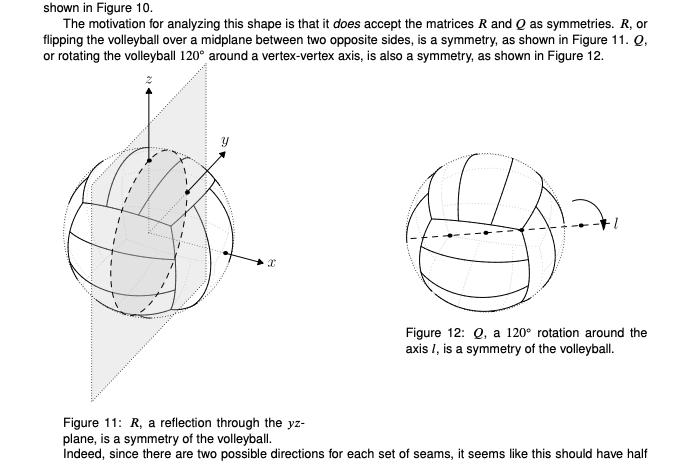 shown in Figure 10.
The motivation for analyzing this shape is that it does accept the matrices R and Q as symmetries. R, or
flipping the volleyball over a midplane between two opposite sides, is a symmetry, as shown in Figure 11. Q,
or rotating the volleyball 120° around a vertex-vertex axis, is also a symmetry, as shown in Figure 12.
z
y
x
l
Figure 12: Q, a 120° rotation around the
axis l, is a symmetry of the volleyball.
Figure 11: R, a reflection through the yz-
plane, is a symmetry of the volleyball.
Indeed, since there are two possible directions for each set of seams, it seems like this should have half